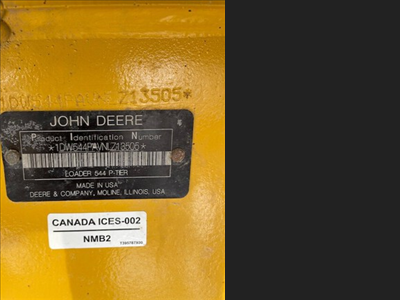 Z13505*
JOHN DEERE
Product Identification Number
*1DW544PAVNLZ13505*
LOADER 544 P-TIER
MADE IN USA
DEERE & COMPANY, MOLINE, ILLINOIS, USA.
CANADA ICES-002
NMB2